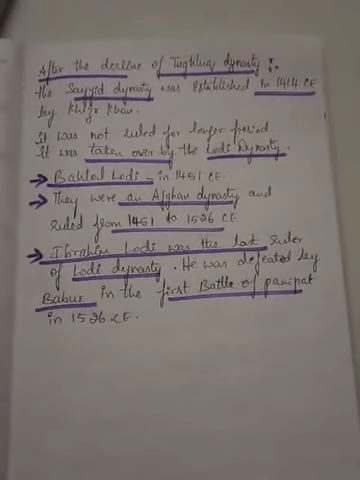 After the decline of Tughluq dynasty :-
the Sayyid dynasty was established in 1414 CE
by Khizr Khan.
it was not ruled for longer period.
It was taken over by the Lodi Dynasty.
→ Bahlol Lodi - in 1451 CE.
→ They were an Afghan dynasty and
ruled from 1451 to 1526 CE
→ Ibrahim Lodi was the last ruler
of Lodi dynasty. He was defeated by
Babur in the first Battle of panipat
in 1526 CE.